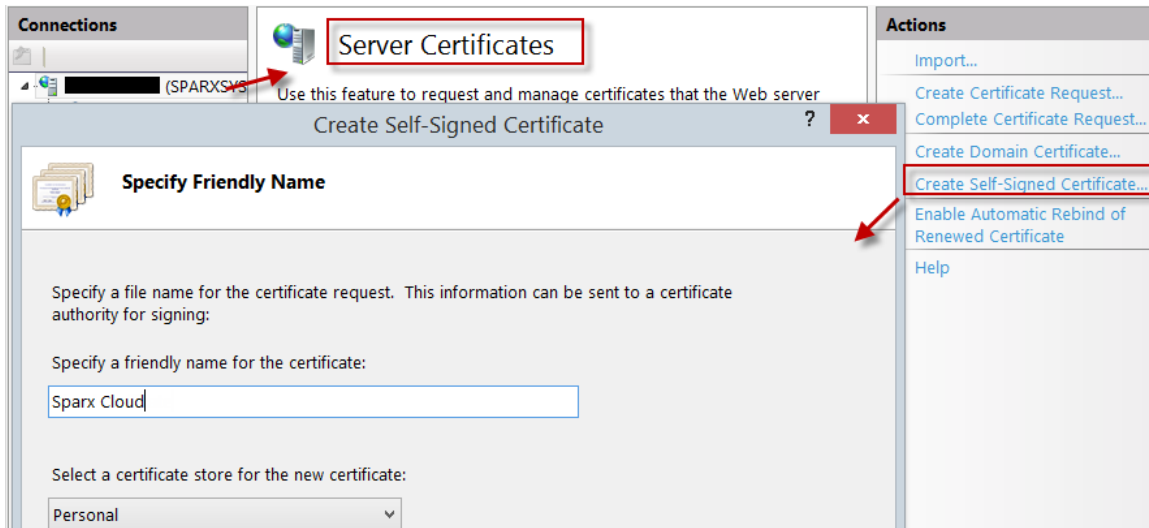 Connections
(SPARXSYS
Server Certificates
Use this feature to request and manage certificates that the Web server
Actions
Import...
Create Certificate Request...
Complete Certificate Request...
Create Domain Certificate...
Create Self-Signed Certificate...
Enable Automatic Rebind of
Renewed Certificate
Help
Create Self-Signed Certificate
?
x
Specify Friendly Name
Specify a file name for the certificate request.  This information can be sent to a certificate
authority for signing:
Specify a friendly name for the certificate:
Sparx Cloud
Select a certificate store for the new certificate:
Personal